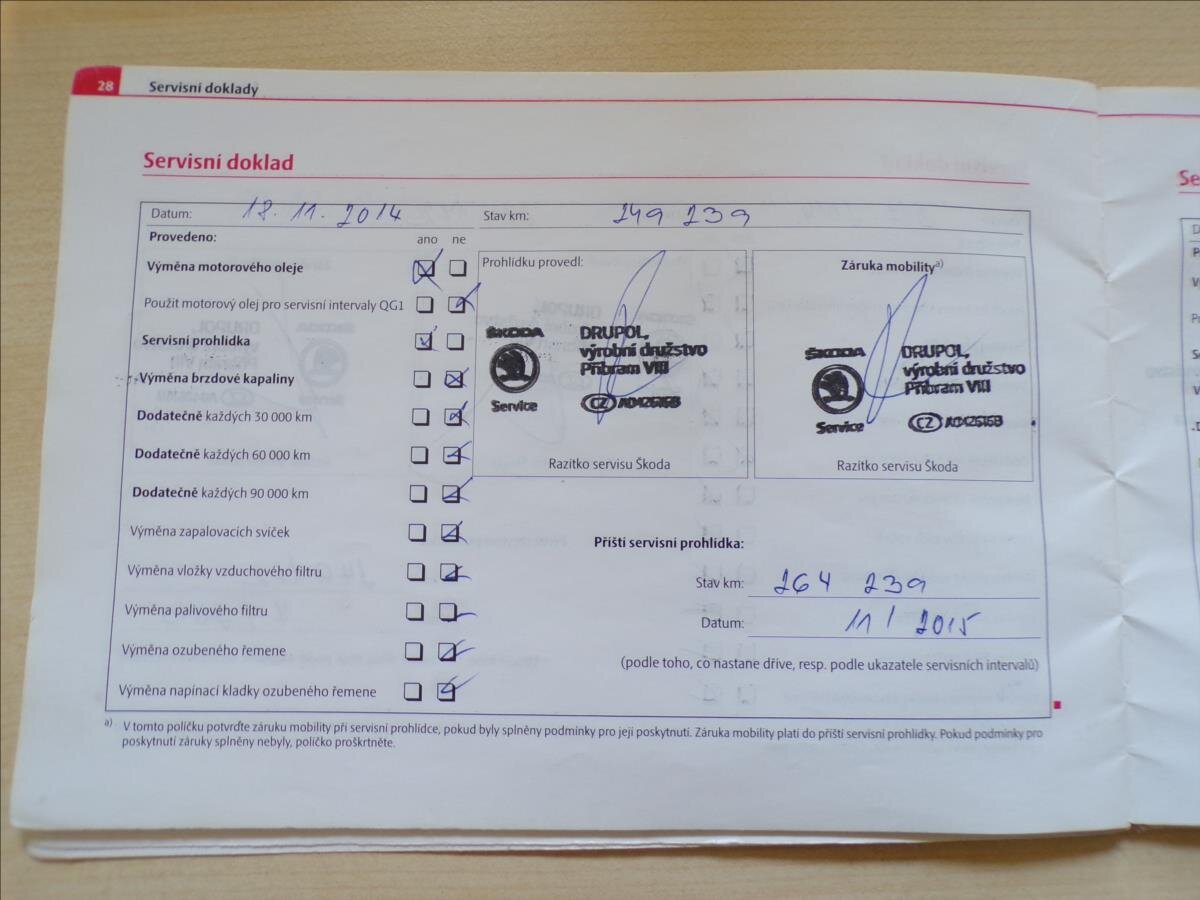 28 Servisní doklady
Servisní doklad
Datum: 18. 11. 2014 Stav km: 249 239
Provedeno: ano ne
Výměna motorového oleje
Použit motorový olej pro servisní intervaly QG1
Servisní prohlídka
Výměna brzdové kapaliny
Dodatečně každých 30 000 km
Dodatečně každých 60 000 km
Dodatečně každých 90 000 km
Výměna zapalovacích svíček
Výměna vložky vzduchového filtru
Výměna palivového filtru
Výměna ozubeného řemene
Výměna napínací kladky ozubeného řemene
Prohlídku provedl:
ŠKODA
Service
DRUPOL,
výrobní družstvo
Příbram VIII
CZ
Razítko servisu Škoda
Záruka mobility a)
ŠKODA
Service
DRUPOL,
výrobní družstvo
Příbram VIII
CZ
Razítko servisu Škoda
Příští servisní prohlídka:
Stav km: 264 239
Datum: 11 / 2015
(podle toho, co nastane dříve, resp. podle ukazatele servisních intervalů)
a) V tomto políčku potvrďte záruku mobility při servisní prohlídce, pokud byly splněny podmínky pro její poskytnutí. Záruka mobility platí do příští servisní prohlídky. Pokud podmínky pro
poskytnutí záruky splněny nebyly, políčko proškrtněte.
Se